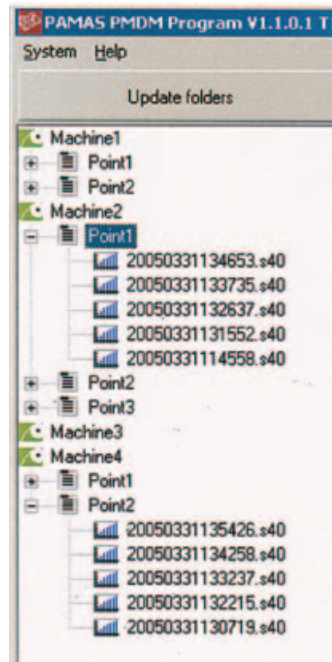 PAMAS PMDM Program V1.1.0.1 T
System Help
Update folders
Machine1
Point1
Point2
Machine2
Point1
20050331134653.s40
20050331133735.s40
20050331132637.s40
20050331131552.s40
20050331114558.s40
Point2
Point3
Machine3
Machine4
Point1
Point2
20050331135426.s40
20050331134258.s40
20050331133237.s40
20050331132215.s40
20050331130719.s40